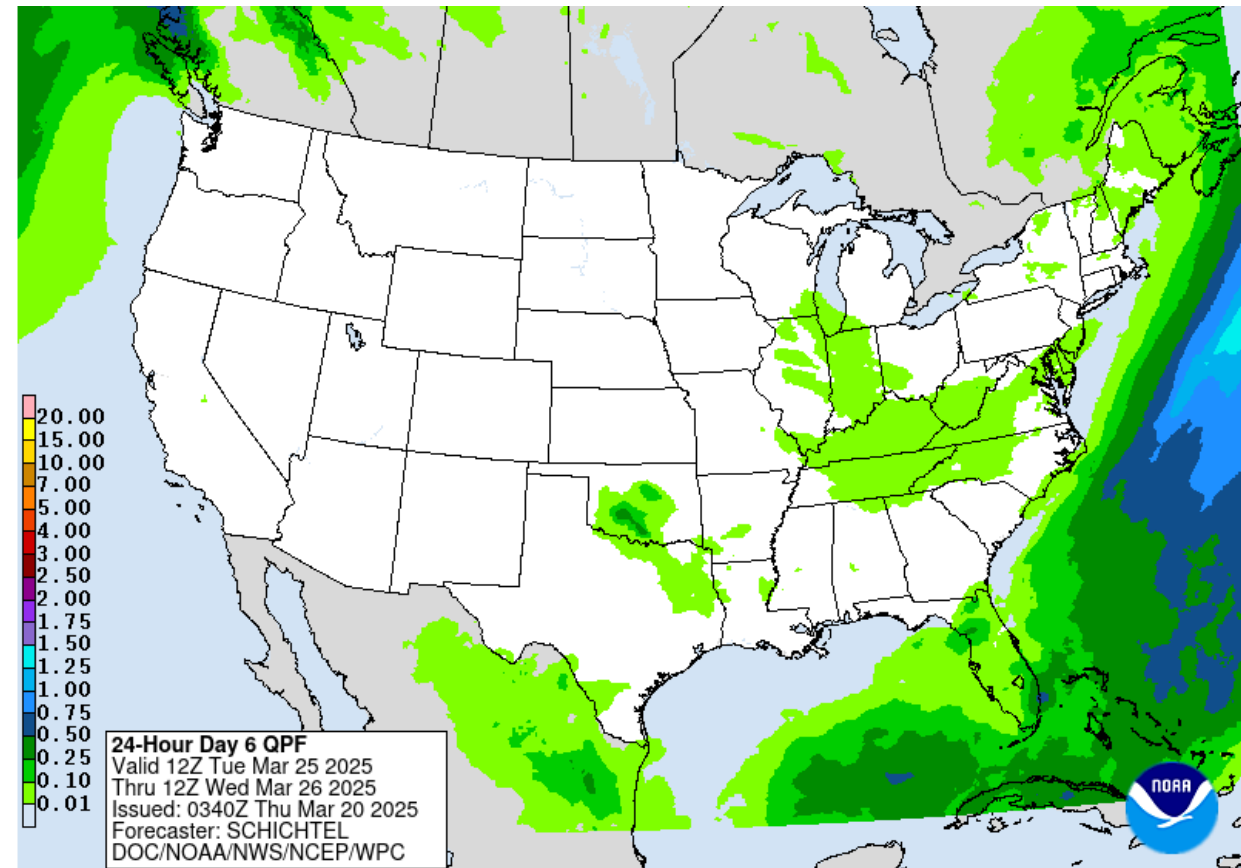 20.00
15.00
10.00
7.00
5.00
4.00
3.00
2.50
2.00
1.75
1.50
1.25
1.00
0.75
0.50
0.25
0.10
0.01
24-Hour Day 6 QPF
Valid 12Z Tue Mar 25 2025
Thru 12Z Wed Mar 26 2025
Issued: 0340Z Thu Mar 20 2025
Forecaster: SCHICHTEL
DOC/NOAA/NWS/NCEP/WPC
NOAA